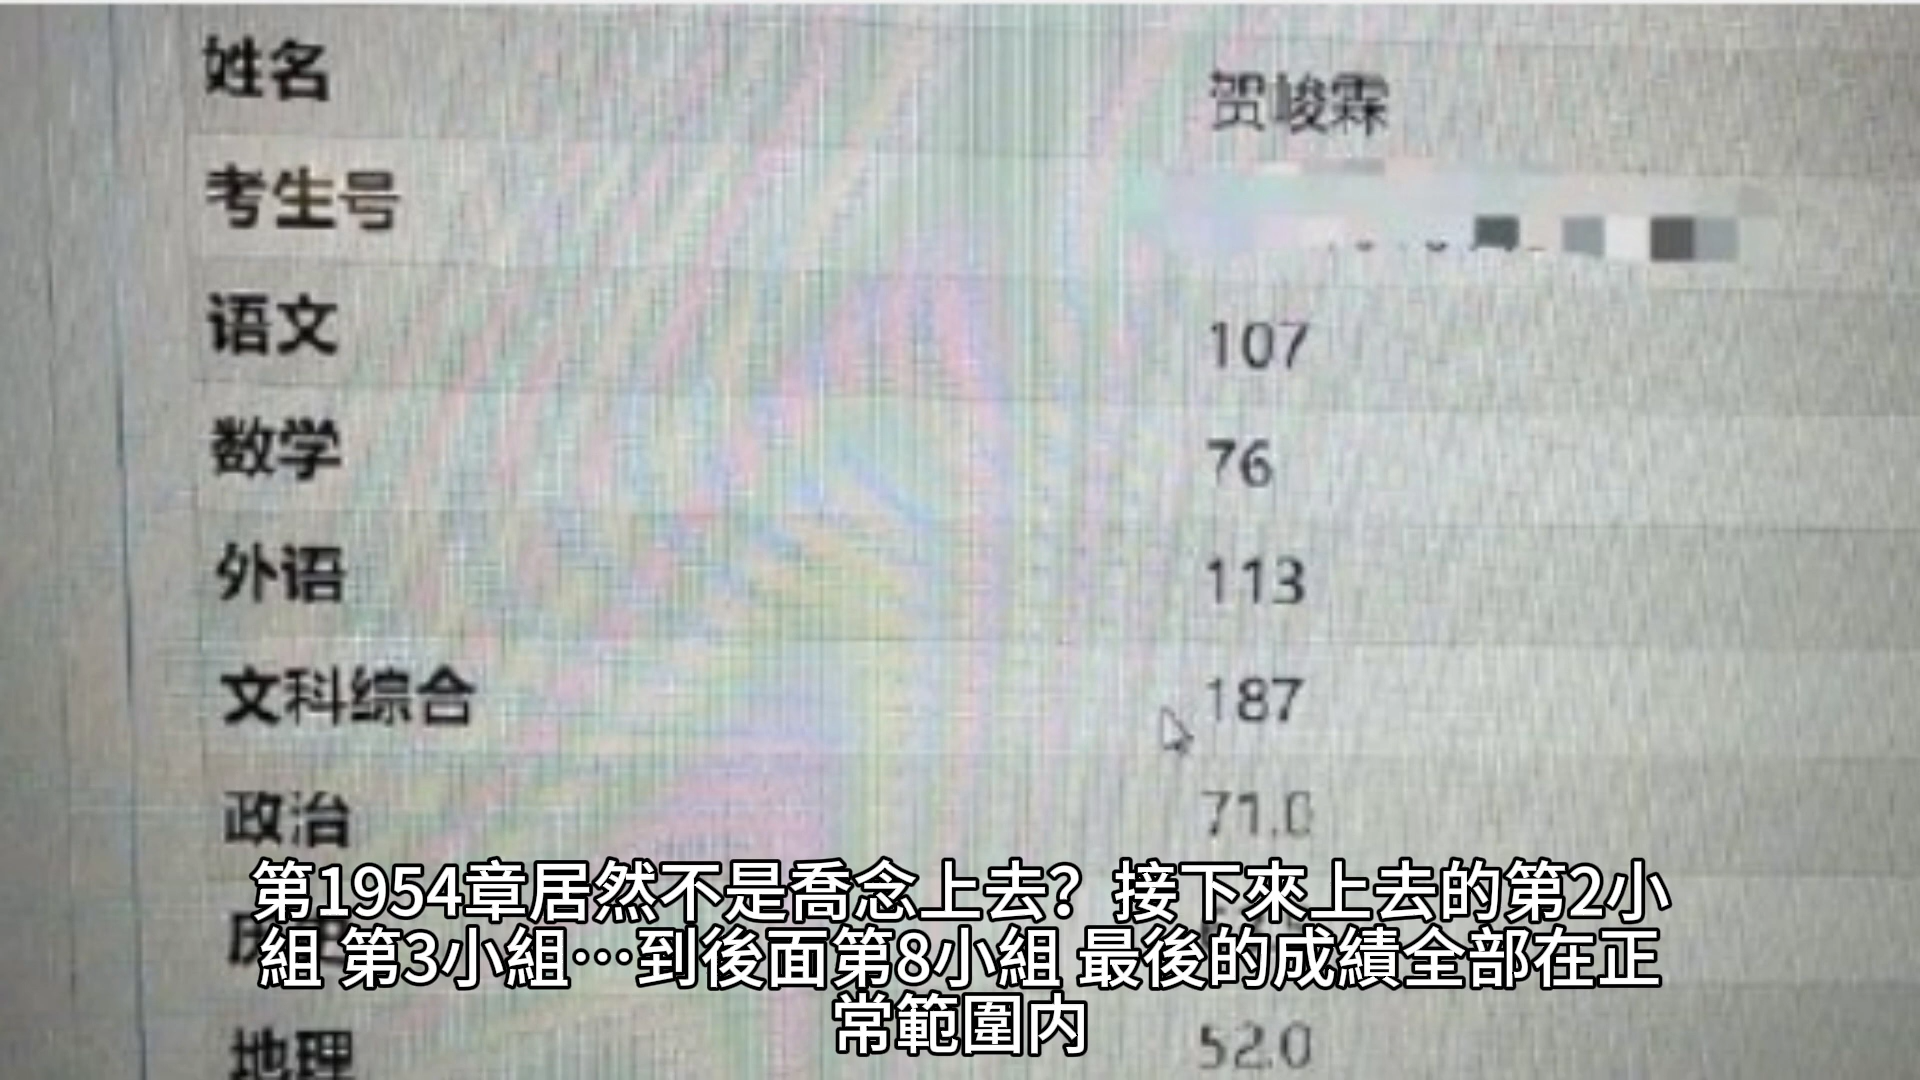 姓名 贺峻霖
考生号
语文 107
数学 76
外语 113
文科综合 187
政治 71.0
第1954章居然不是喬念上去？接下來上去的第2小
組 第3小組…到後面第8小組 最後的成績全部在正
常範圍内
地理 52.0